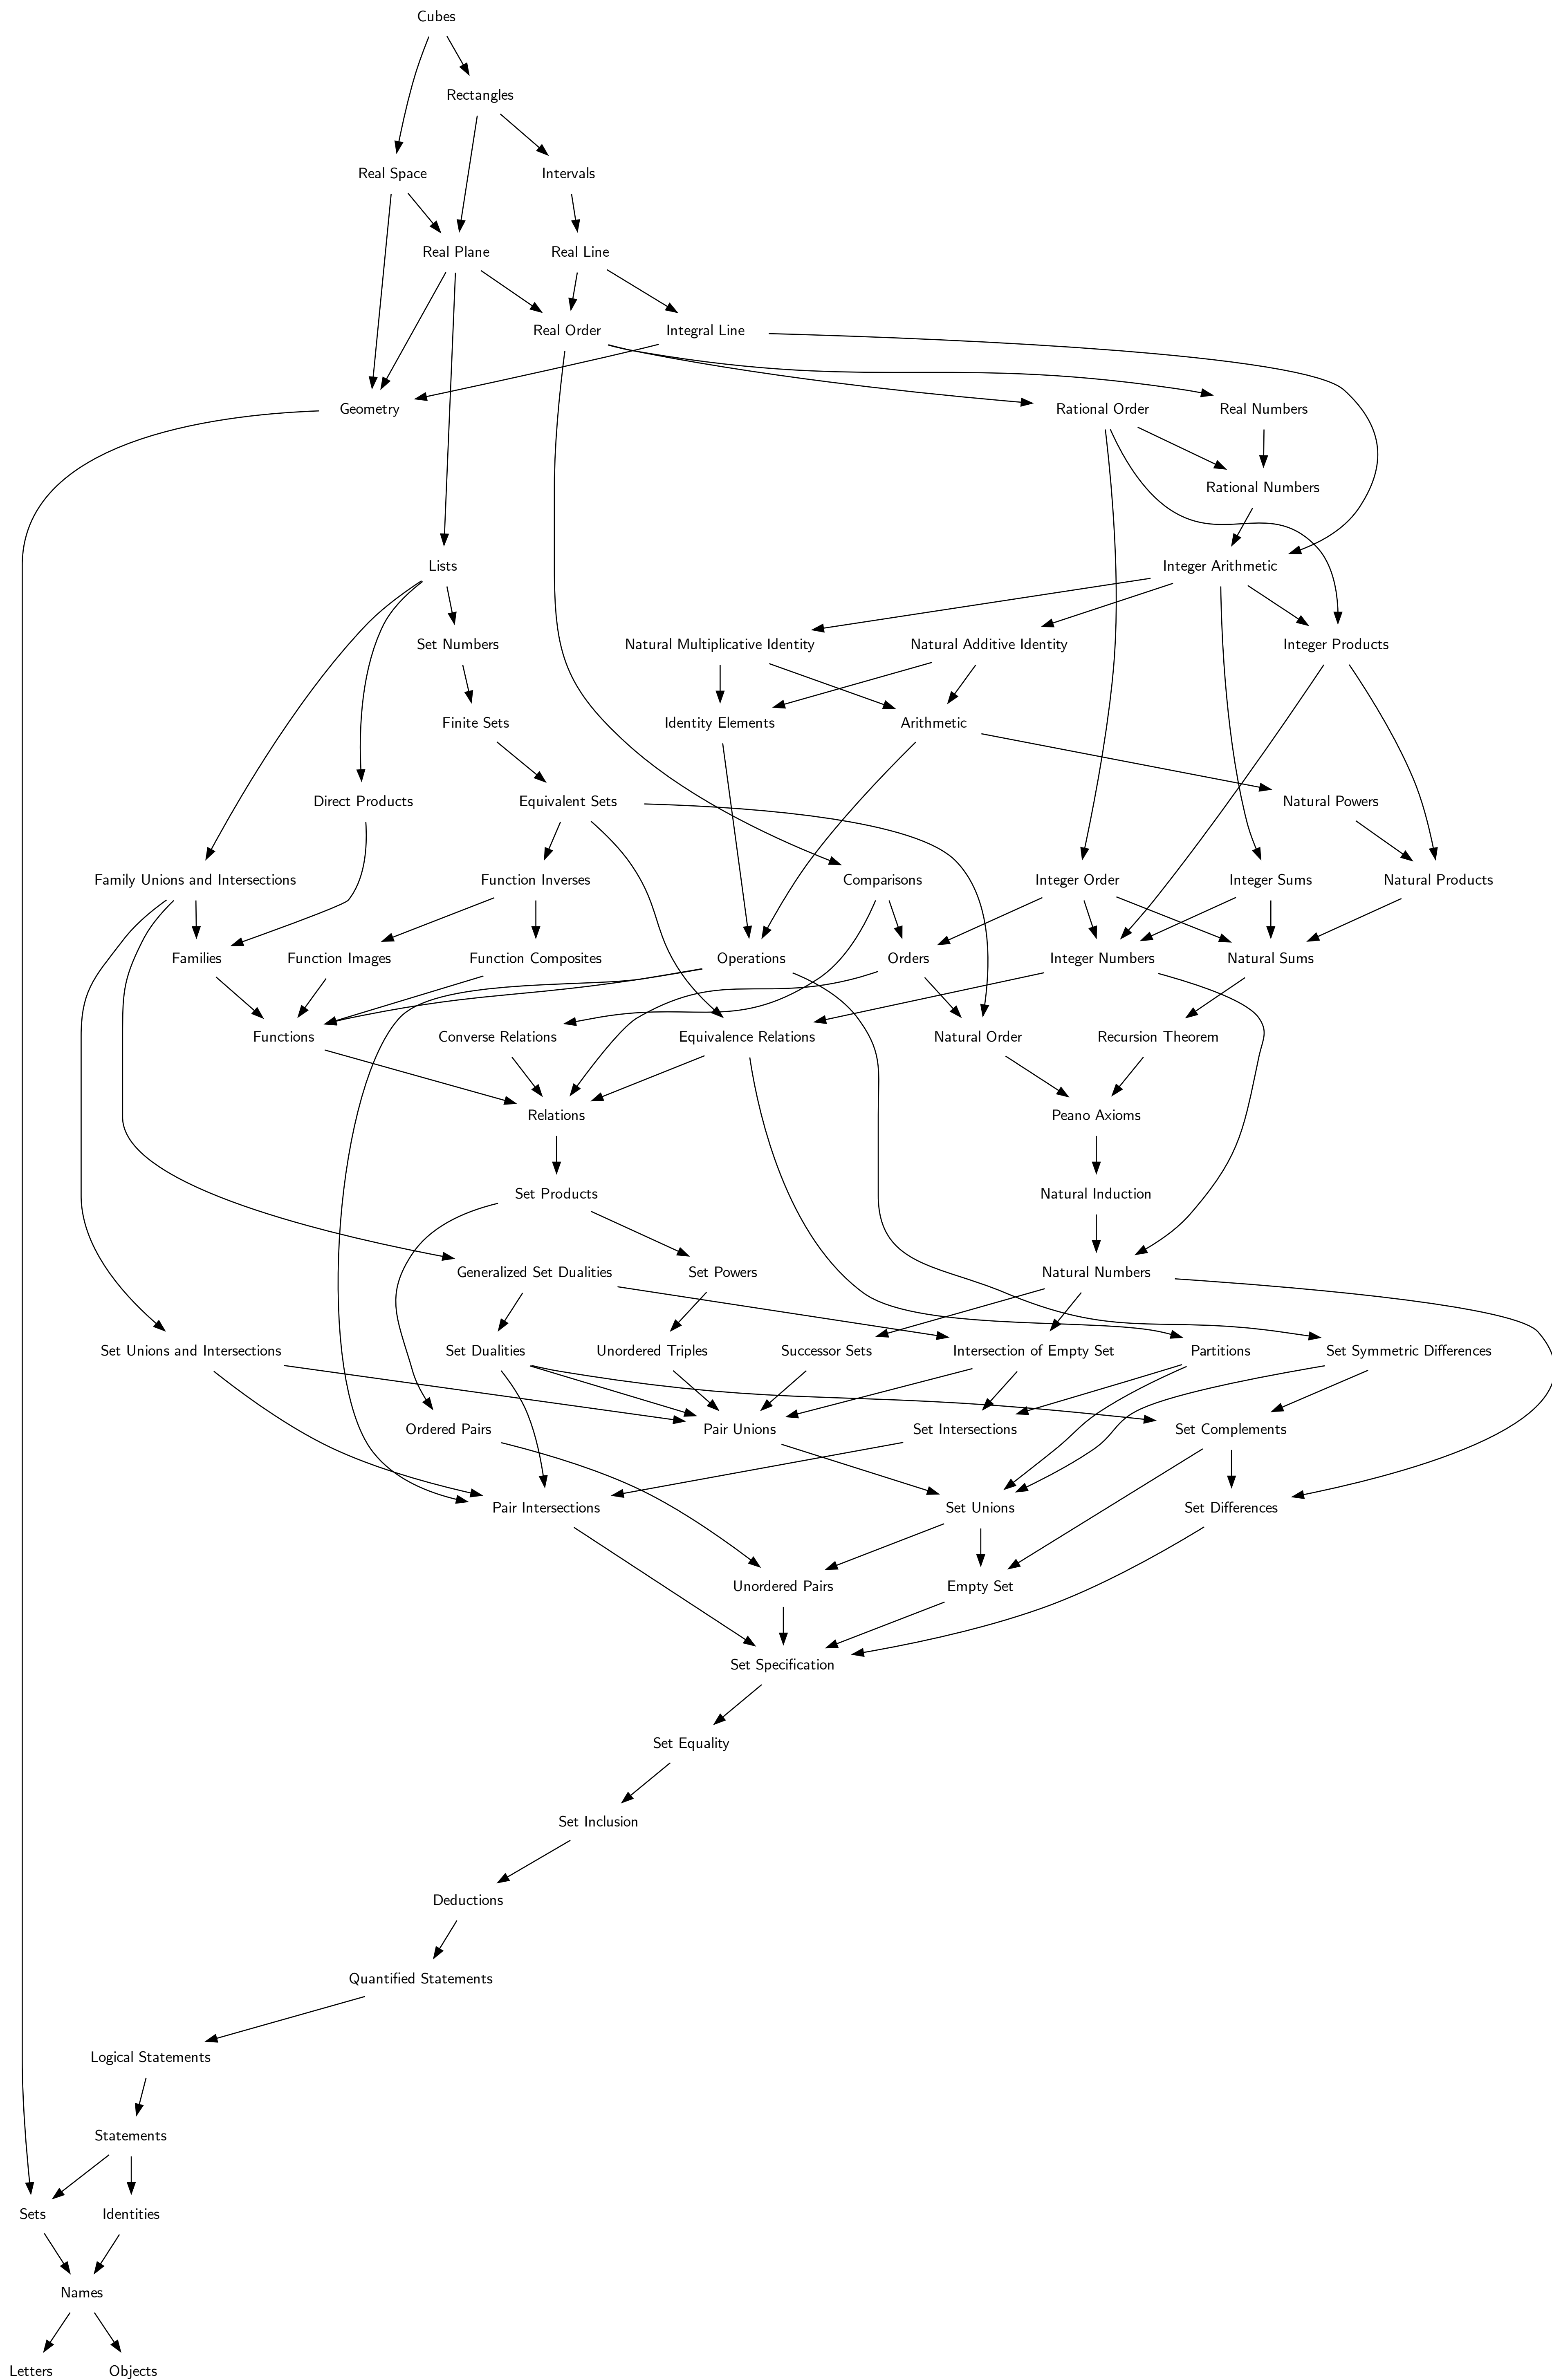 Cubes
Rectangles
Real Space
Intervals
Real Plane
Real Line
Real Order
Integral Line
Geometry
Rational Order
Real Numbers
Rational Numbers
Lists
Integer Arithmetic
Set Numbers
Natural Multiplicative Identity
Natural Additive Identity
Integer Products
Finite Sets
Identity Elements
Arithmetic
Direct Products
Equivalent Sets
Natural Powers
Family Unions and Intersections
Function Inverses
Comparisons
Integer Order
Integer Sums
Natural Products
Families
Function Images
Function Composites
Operations
Orders
Integer Numbers
Natural Sums
Functions
Converse Relations
Equivalence Relations
Natural Order
Recursion Theorem
Relations
Peano Axioms
Set Products
Natural Induction
Generalized Set Dualities
Set Powers
Natural Numbers
Set Unions and Intersections
Set Dualities
Unordered Triples
Successor Sets
Intersection of Empty Set
Partitions
Set Symmetric Differences
Ordered Pairs
Pair Unions
Set Intersections
Set Complements
Pair Intersections
Set Unions
Set Differences
Unordered Pairs
Empty Set
Set Specification
Set Equality
Set Inclusion
Deductions
Quantified Statements
Logical Statements
Statements
Sets
Identities
Names
Letters
Objects